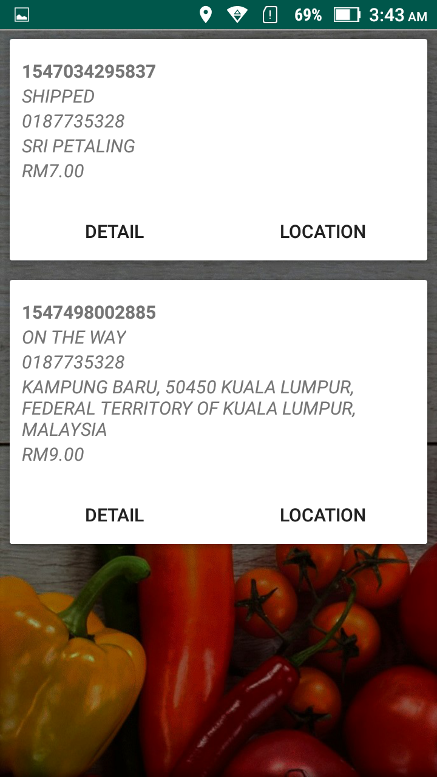 69% 3:43 AM
1547034295837
SHIPPED
0187735328
SRI PETALING
RM7.00
DETAIL LOCATION
1547498002885
ON THE WAY
0187735328
KAMPUNG BARU, 50450 KUALA LUMPUR,
FEDERAL TERRITORY OF KUALA LUMPUR,
MALAYSIA
RM9.00
DETAIL LOCATION